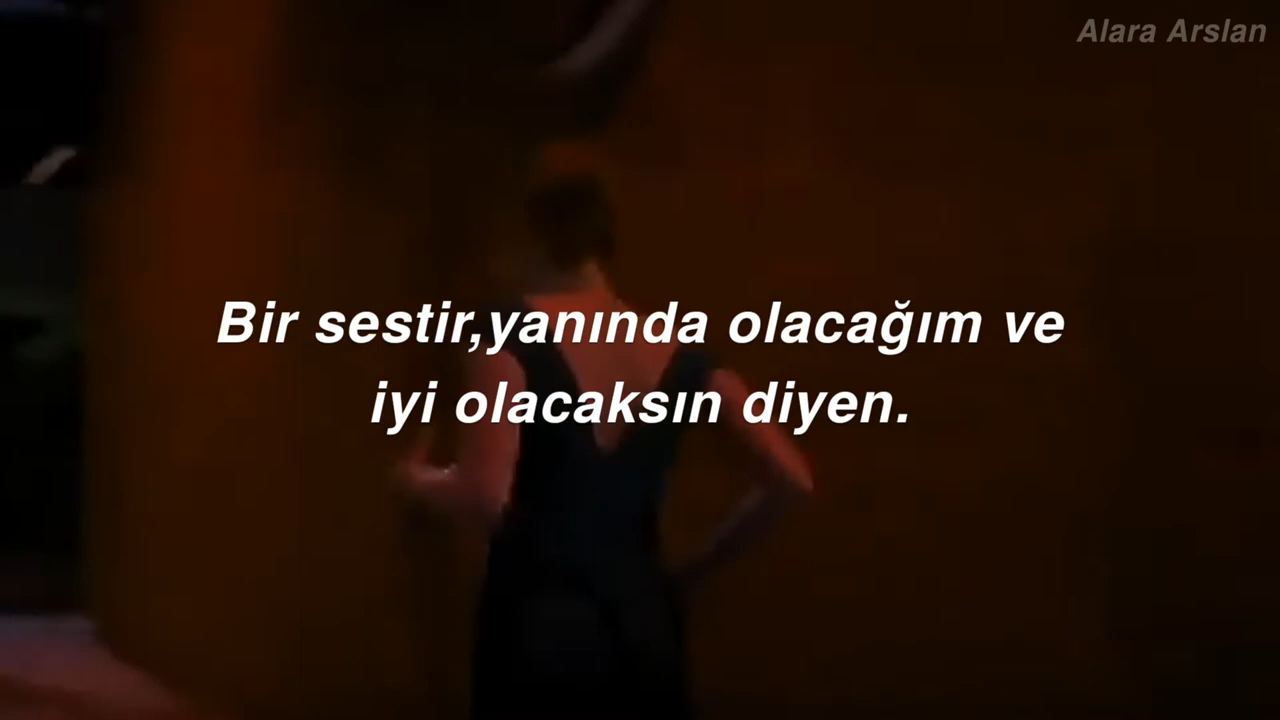 Alara Arslan
Bir sestir,yanında olacağım ve
iyi olacaksın diyen.